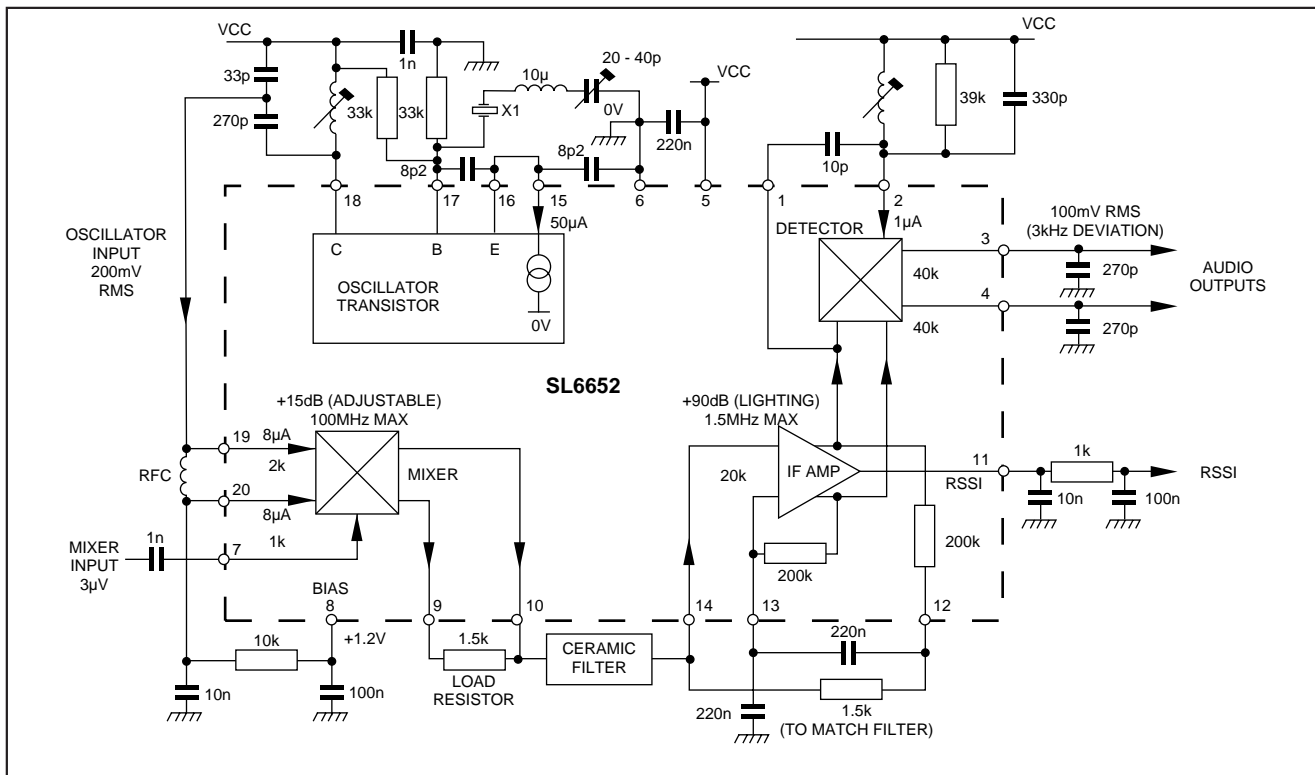 VCC
33p
270p
1n
33k
33k
10µ
20 - 40p
X1
0V
8p2
8p2
220n
VCC
VCC
39k
330p
10p
18
17
16
15
6
5
1
2
OSCILLATOR
INPUT
200mV
RMS
C
B
E
50µA
OSCILLATOR
TRANSISTOR
0V
DETECTOR
1µA
40k
40k
3
4
100mV RMS
(3kHz DEVIATION)
270p
270p
AUDIO
OUTPUTS
SL6652
+15dB (ADJUSTABLE)
100MHz MAX
19
8µA
2k
MIXER
RFC
20
8µA
1n
7
1k
MIXER
INPUT
3µV
+90dB (LIGHTING)
1.5MHz MAX
20k
IF AMP
RSSI
11
1k
RSSI
10n
100n
200k
200k
BIAS
8
+1.2V
9
10
14
13
12
10k
10n
100n
1.5k
LOAD
RESISTOR
CERAMIC
FILTER
220n
220n
1.5k
(TO MATCH FILTER)